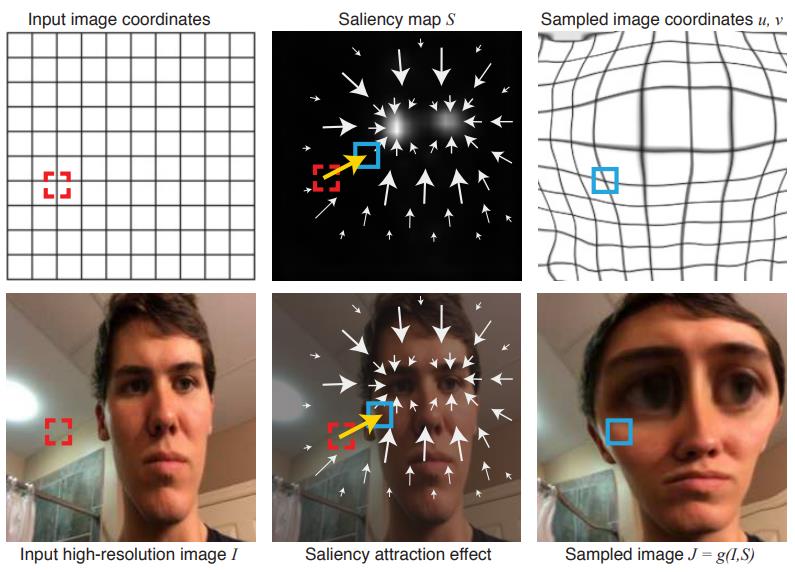 Input image coordinates
Saliency map S
Sampled image coordinates u, v
Input high-resolution image I
Saliency attraction effect
Sampled image J = g(I,S)